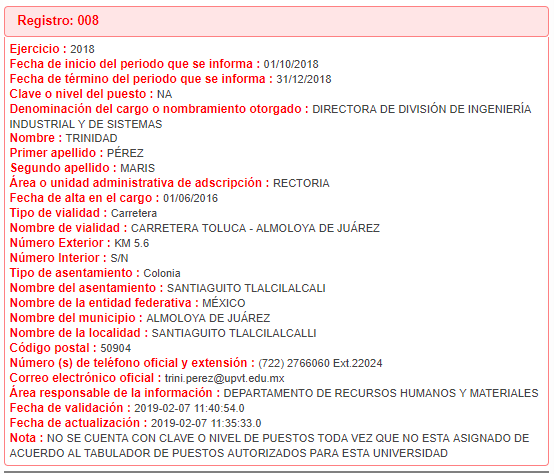 Registro: 008
Ejercicio : 2018
Fecha de inicio del periodo que se informa : 01/10/2018
Fecha de término del periodo que se informa : 31/12/2018
Clave o nivel del puesto : NA
Denominación del cargo o nombramiento otorgado : DIRECTORA DE DIVISIÓN DE INGENIERÍA
INDUSTRIAL Y DE SISTEMAS
Nombre : TRINIDAD
Primer apellido : PÉREZ
Segundo apellido : MARIS
Área o unidad administrativa de adscripción : RECTORIA
Fecha de alta en el cargo : 01/06/2016
Tipo de vialidad : Carretera
Nombre de vialidad : CARRETERA TOLUCA - ALMOLOYA DE JUÁREZ
Número Exterior : KM 5.6
Número Interior : S/N
Tipo de asentamiento : Colonia
Nombre del asentamiento : SANTIAGUITO TLALCILALCALI
Nombre de la entidad federativa : MÉXICO
Nombre del municipio : ALMOLOYA DE JUÁREZ
Nombre de la localidad : SANTIAGUITO TLALCILALCALLI
Código postal : 50904
Número (s) de teléfono oficial y extensión : (722) 2766060 Ext.22024
Correo electrónico oficial : trini.perez@upvt.edu.mx
Área responsable de la información : DEPARTAMENTO DE RECURSOS HUMANOS Y MATERIALES
Fecha de validación : 2019-02-07 11:40:54.0
Fecha de actualización : 2019-02-07 11:35:33.0
Nota : NO SE CUENTA CON CLAVE O NIVEL DE PUESTOS TODA VEZ QUE NO ESTA ASIGNADO DE
ACUERDO AL TABULADOR DE PUESTOS AUTORIZADOS PARA ESTA UNIVERSIDAD